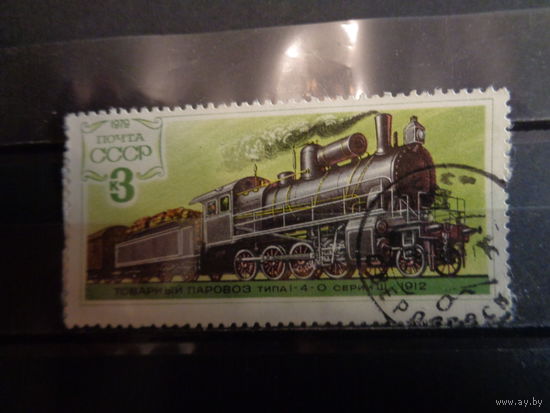 1979
ПОЧТА
СССР
3 К
ТОВАРНЫЙ ПАРОВОЗ ТИПА 1-4-0 СЕРИИ Щ 1912
www.ay.by